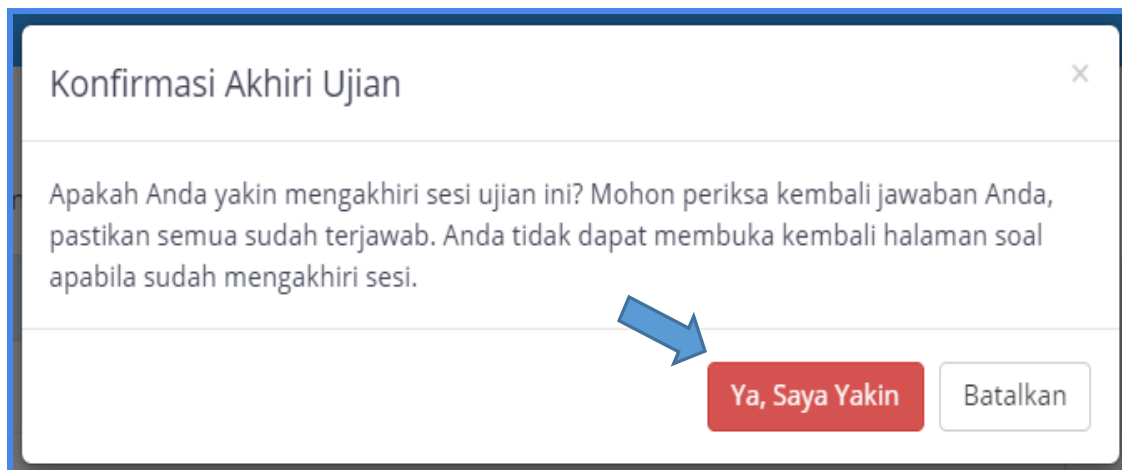 Konfirmasi Akhiri Ujian
×
Apakah Anda yakin mengakhiri sesi ujian ini? Mohon periksa kembali jawaban Anda,
pastikan semua sudah terjawab. Anda tidak dapat membuka kembali halaman soal
apabila sudah mengakhiri sesi.
Ya, Saya Yakin
Batalkan